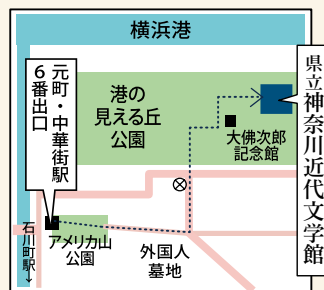 横浜港
元町・中華街駅
6番出口
港の
見える丘
公園
県立神奈川近代文学館
大佛次郎
記念館
石川町駅→
アメリカ山
公園
外国人
墓地